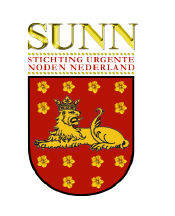 SUNN
STICHTING URGENTE
NODEN NEDERLAND